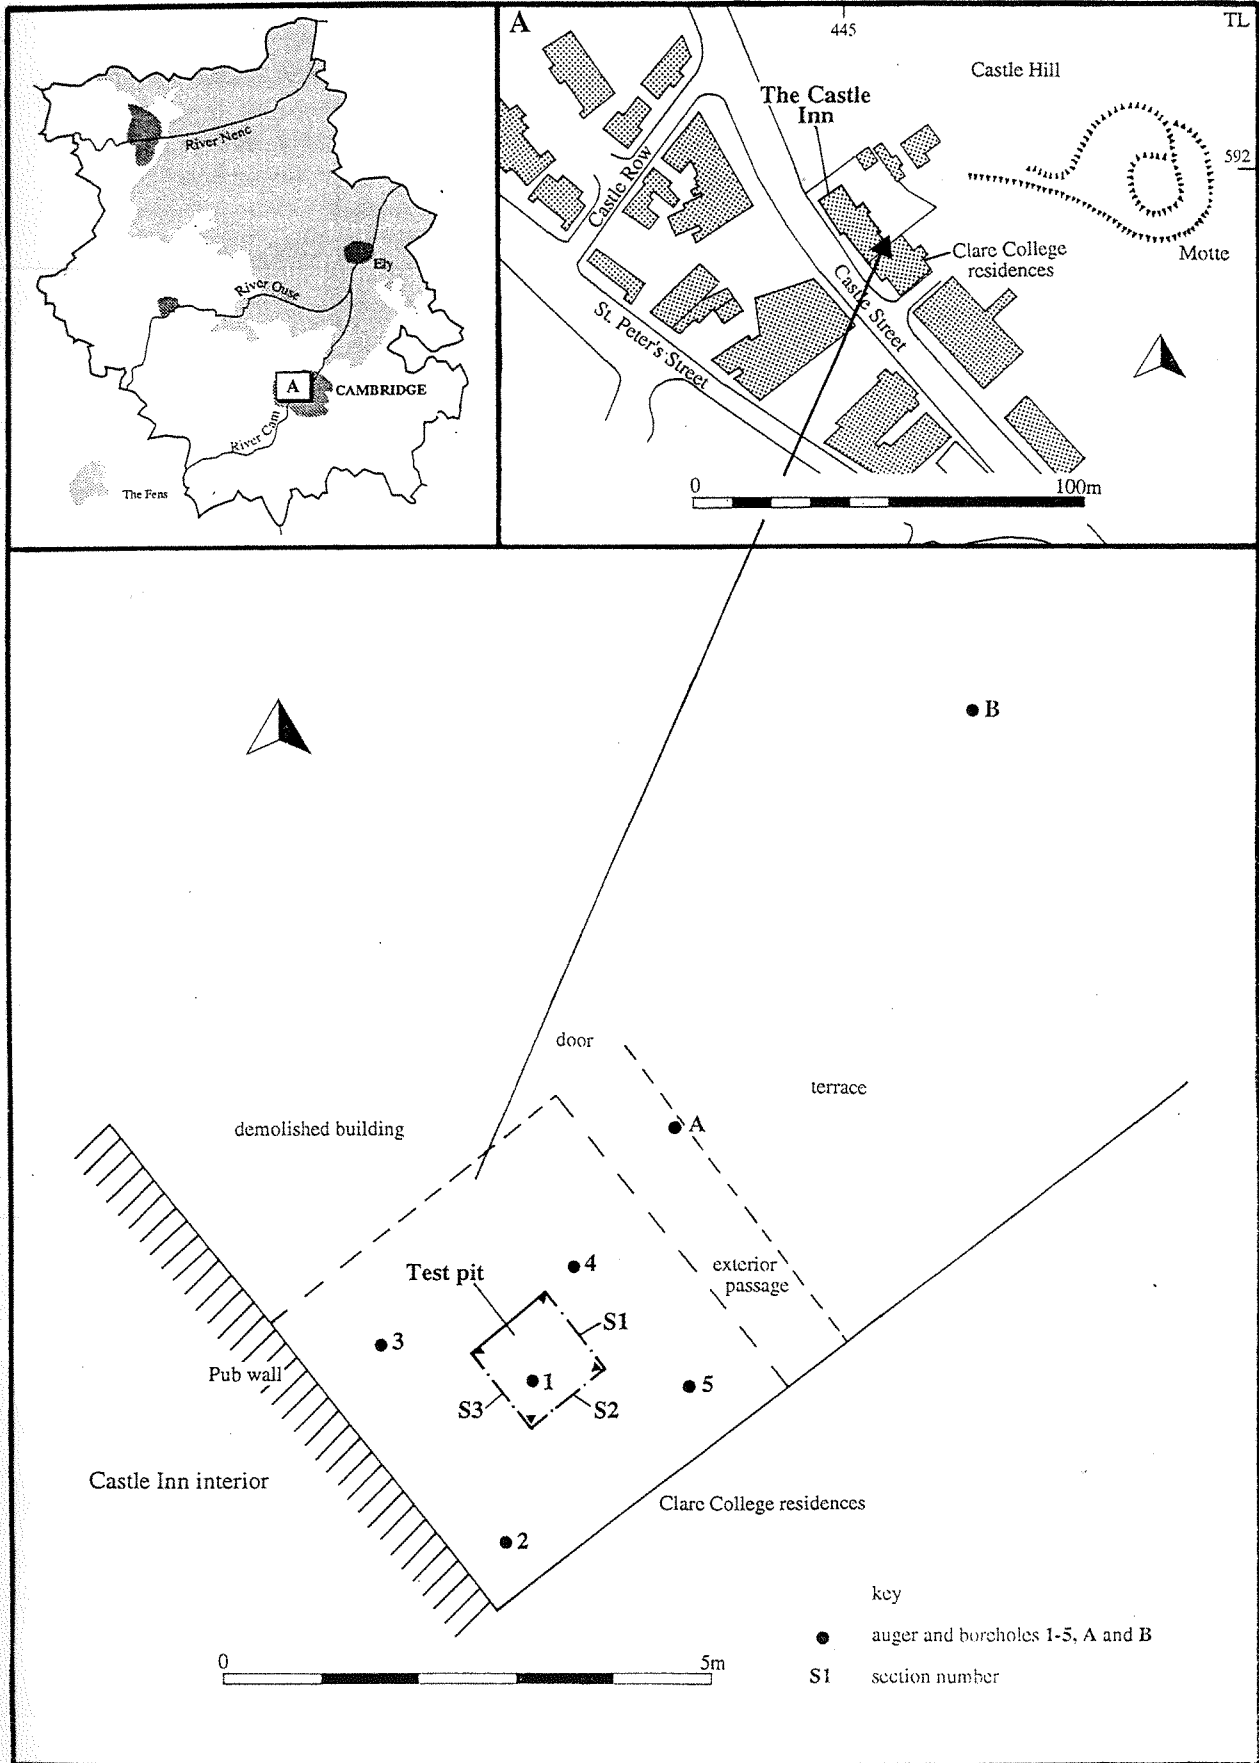 River Nene
Ely
River Ouse
A
CAMBRIDGE
River Cam
The Fens
A
445
TL
Castle Hill
The Castle
Inn
592
Castle Row
Clare College
residences
Motte
Castle Street
St. Peter's Street
0 100m
B
door
terrace
A
demolished building
4
exterior
passage
Test pit
S1
3
Pub wall
1
5
S3
S2
Castle Inn interior
Clare College residences
2
key
auger and boreholes 1-5, A and B
0 5m
S1 section number